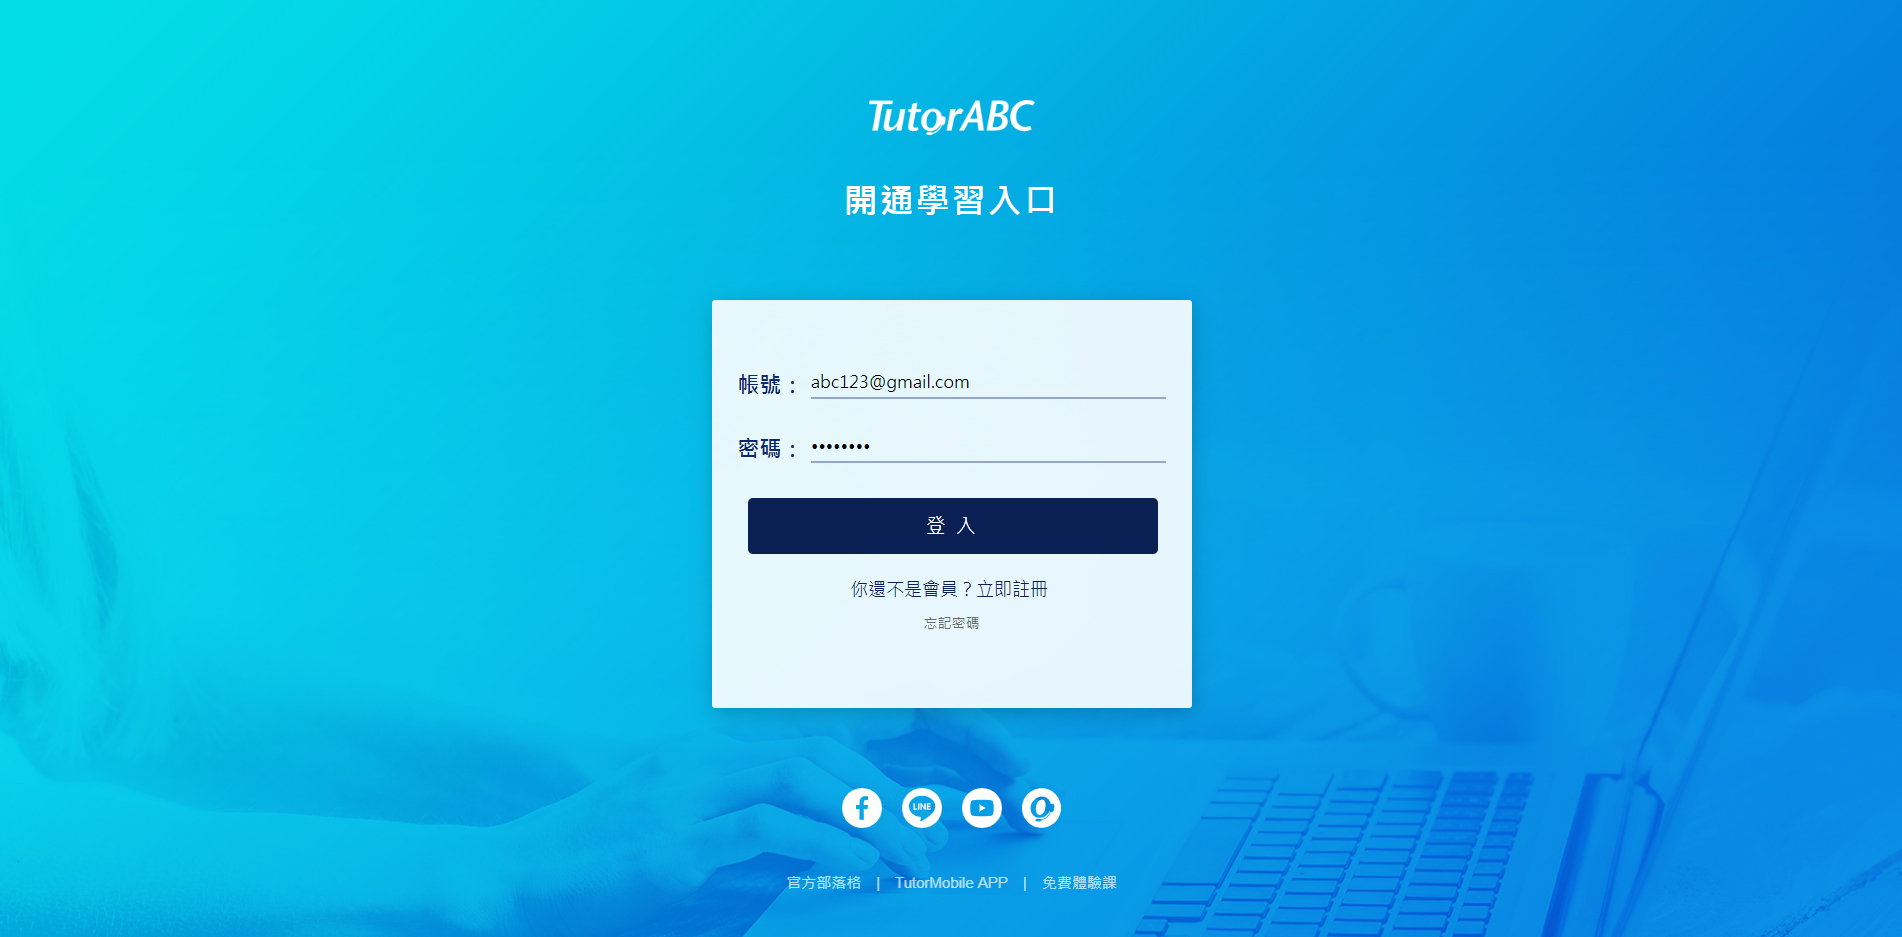 TutorABC
開通學習入口
帳號： abc123@gmail.com
密碼： ••••••••
登 入
你還不是會員？立即註冊
忘記密碼
LINE
官方部落格 | TutorMobile APP | 免費體驗課